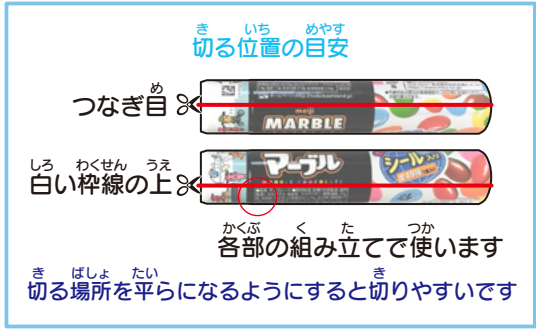 切る位置の目安
つなぎ目
meiji
MARBLE
白い枠線の上
マーブル
シール入り
各部の組み立てで使います
切る場所を平らになるようにすると切りやすいです